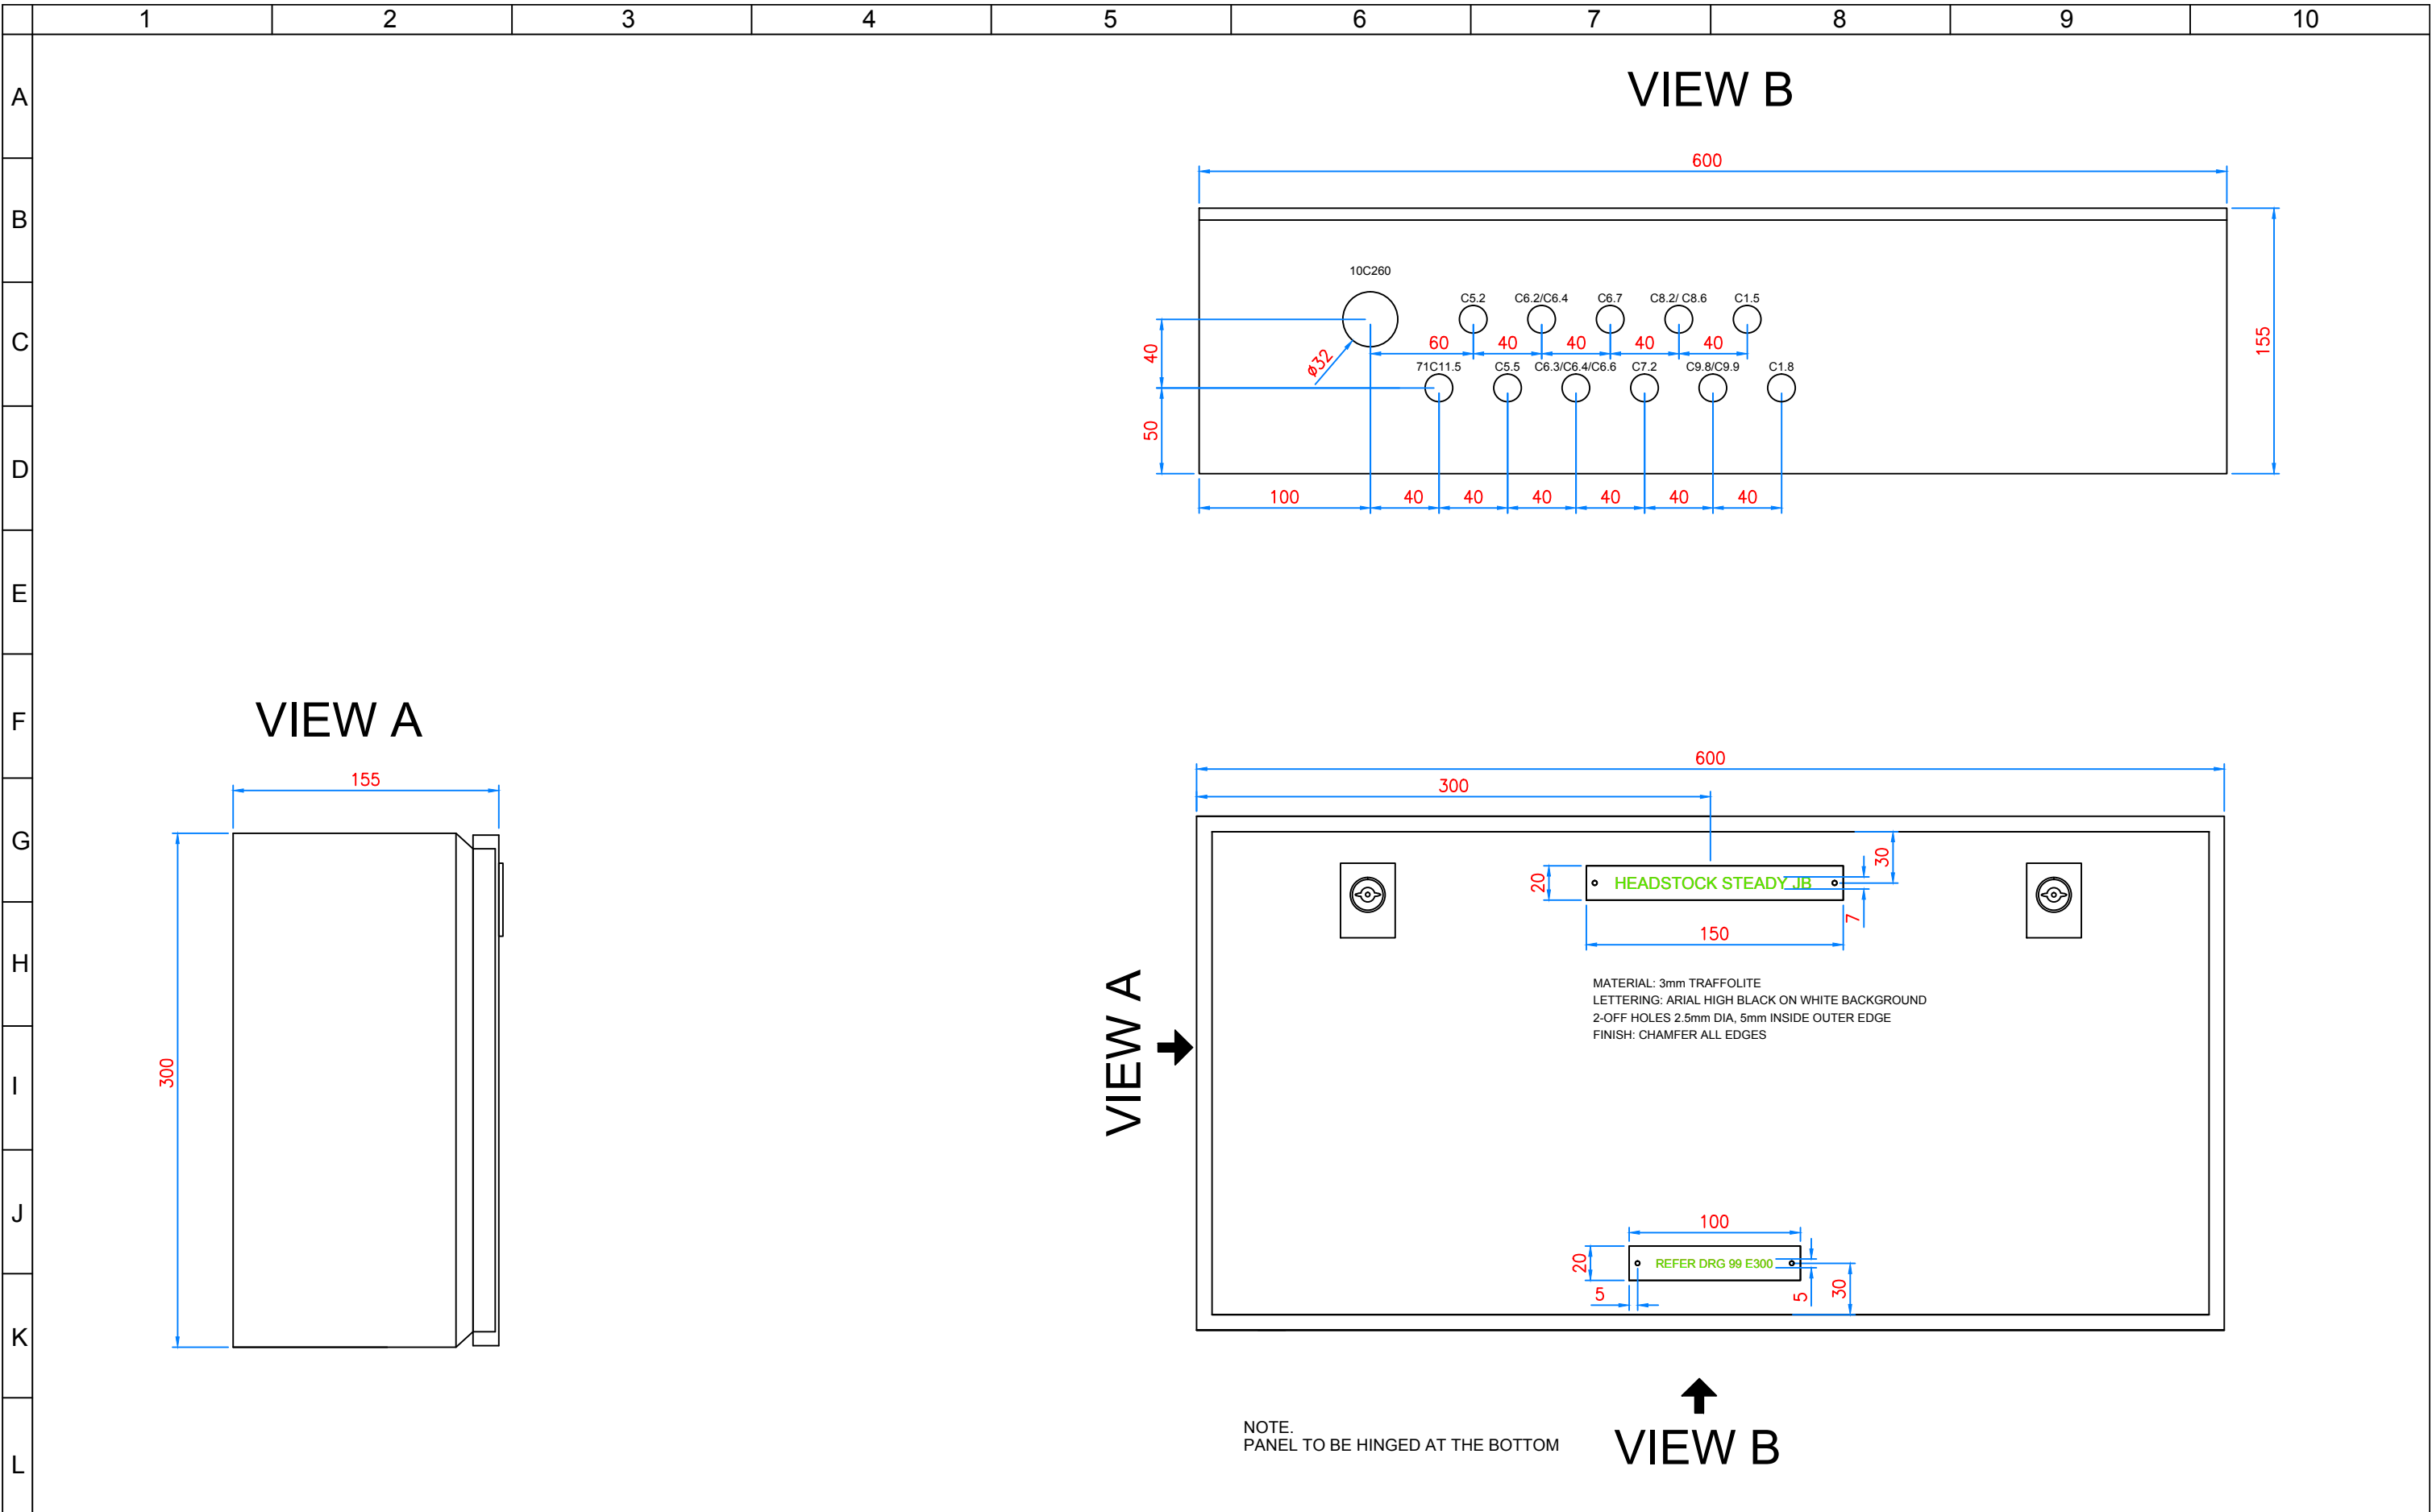 1 2 3 4 5 6 7 8 9 10
A
B
C
D
E
F
G
H
I
J
K
L
VIEW B
600
10C260
C5.2 C6.2/C6.4 C6.7 C8.2/ C8.6 C1.5
60 40 40 40 40
40
ø32
155
71C11.5 C5.5 C6.3/C6.4/C6.6 C7.2 C9.8/C9.9 C1.8
50
100 40 40 40 40 40 40
VIEW A
155
300
600
300
30
20
HEADSTOCK STEADY JB
7
150
MATERIAL: 3mm TRAFFOLITE
LETTERING: ARIAL HIGH BLACK ON WHITE BACKGROUND
2-OFF HOLES 2.5mm DIA, 5mm INSIDE OUTER EDGE
FINISH: CHAMFER ALL EDGES
VIEW A
100
20
REFER DRG 99 E300
5
5
30
NOTE.
PANEL TO BE HINGED AT THE BOTTOM
VIEW B